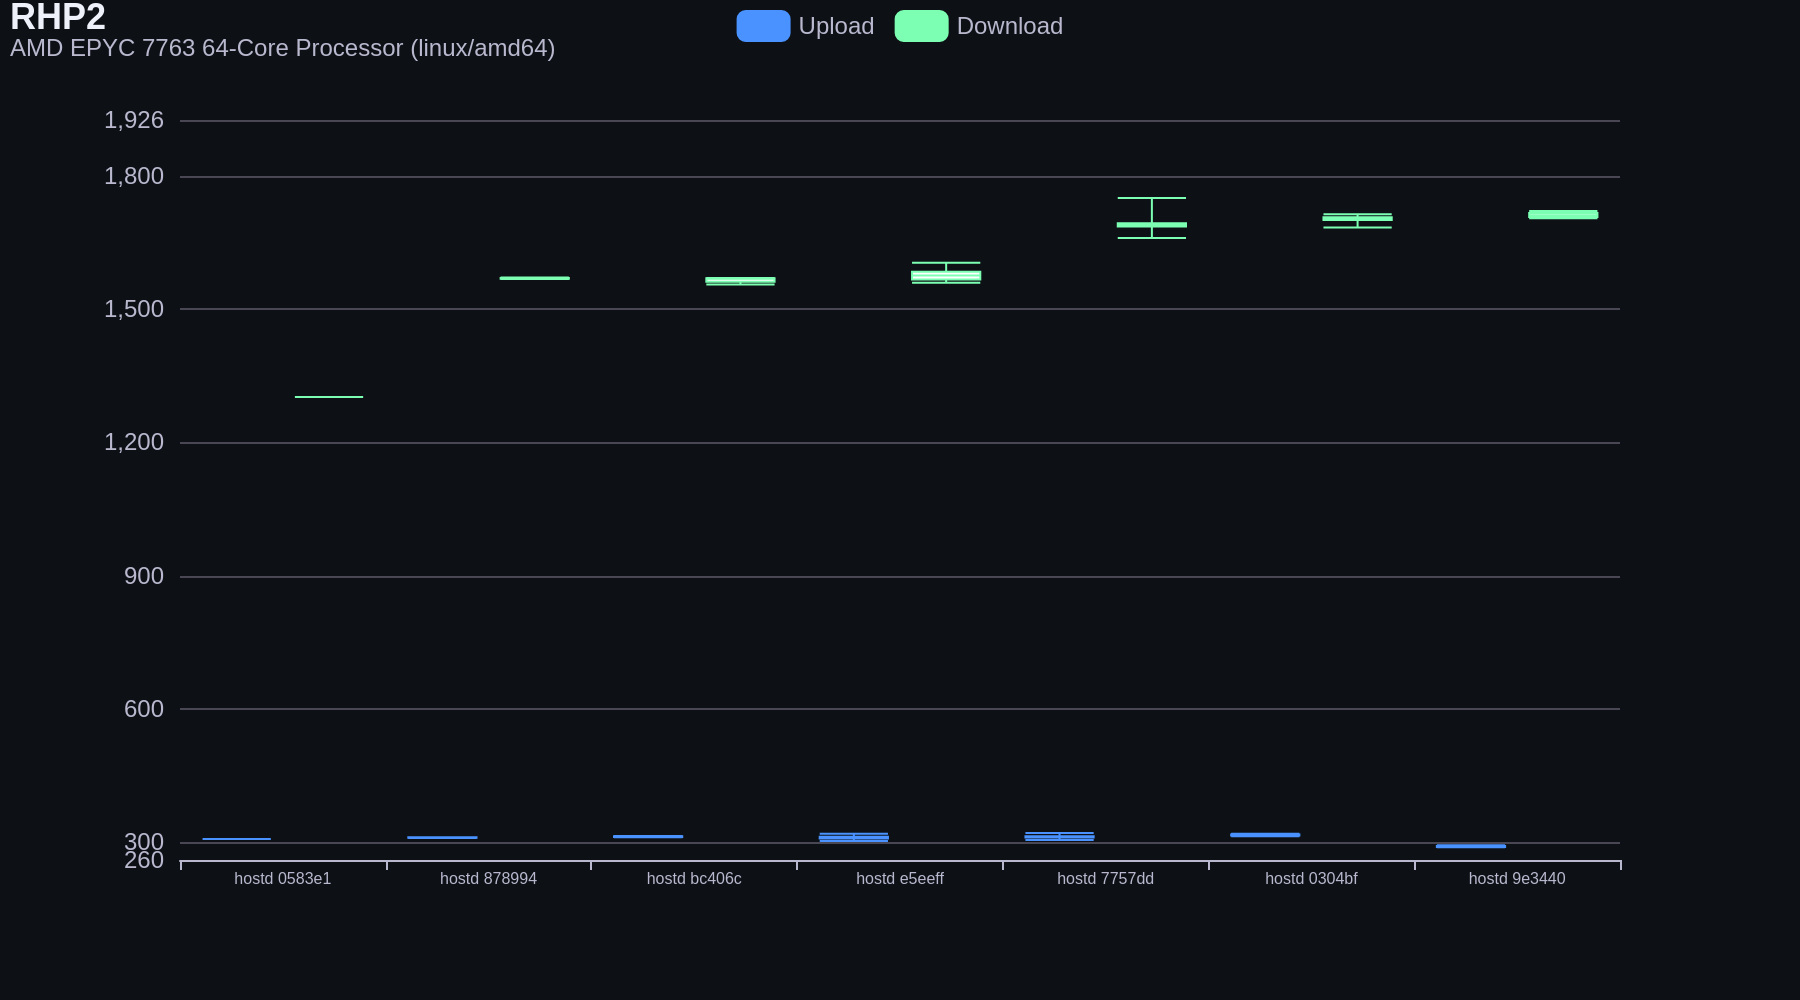 RHP2
AMD EPYC 7763 64-Core Processor (linux/amd64)
Upload Download
1,926
1,800
1,500
1,200
900
600
300
260
hostd 0583e1 hostd 878994 hostd bc406c hostd e5eeff hostd 7757dd hostd 0304bf hostd 9e3440